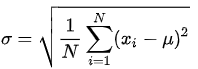 σ = √(1/N ∑_{i=1}^{N} (x_i − μ)²)